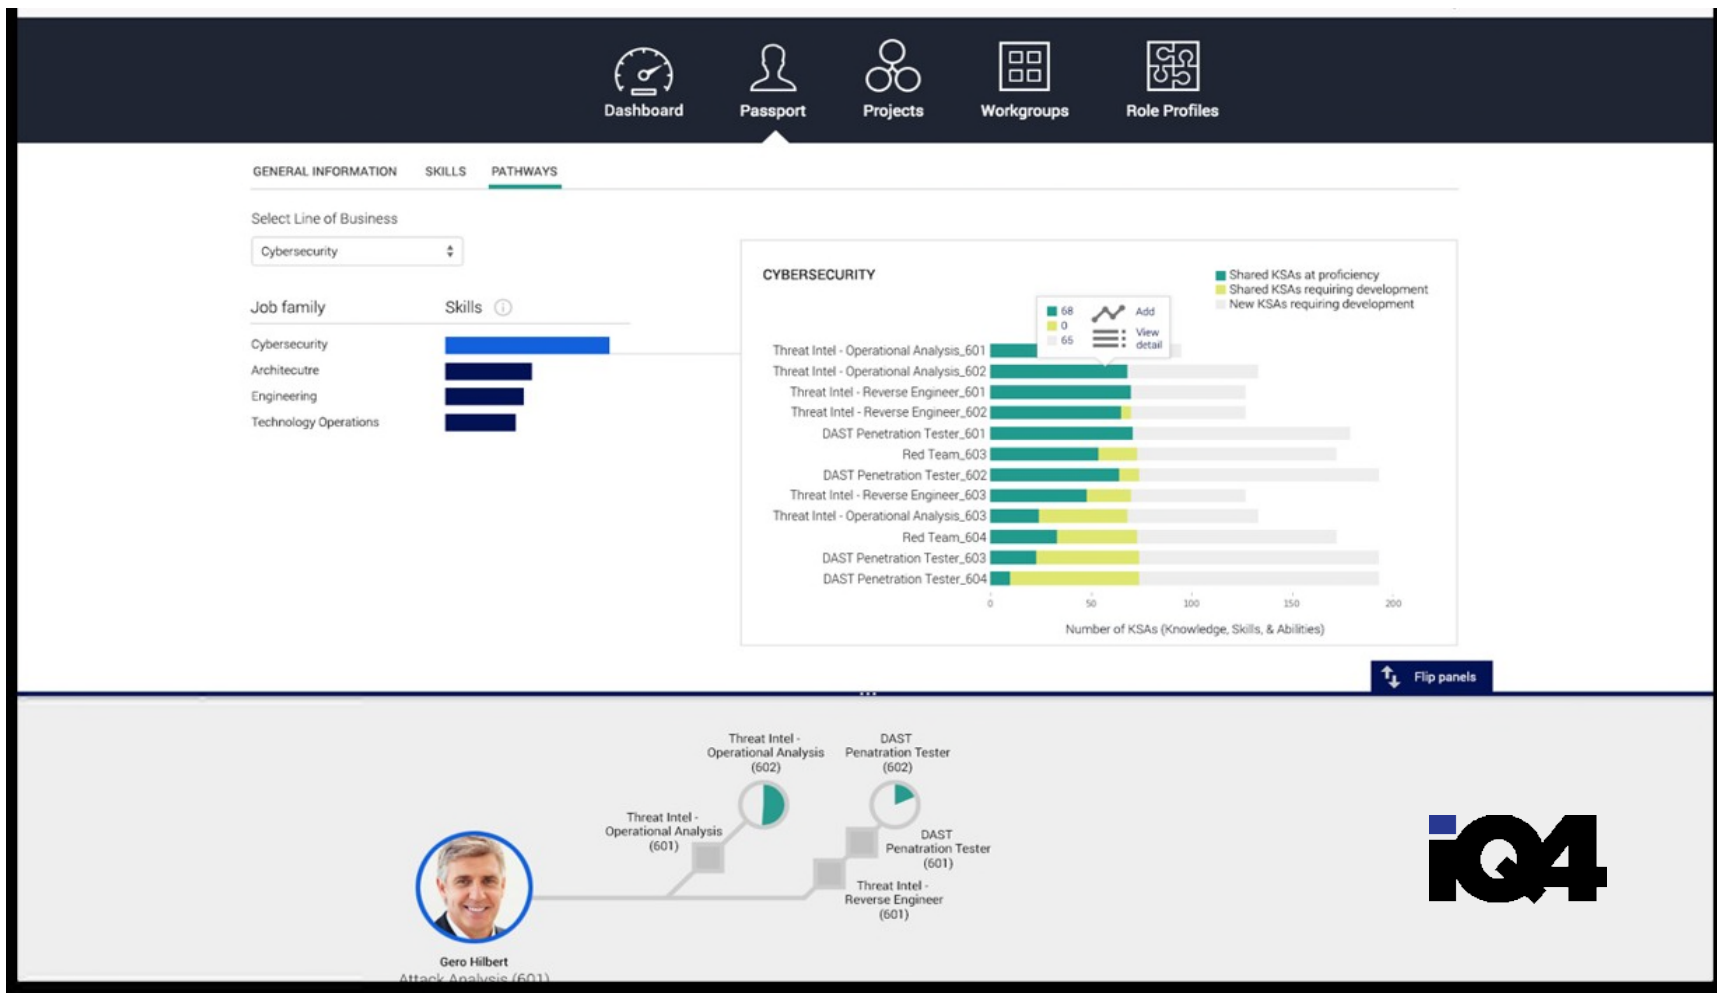 Dashboard
Passport
Projects
Workgroups
Role Profiles
GENERAL INFORMATION
SKILLS
PATHWAYS
Select Line of Business
Cybersecurity
Job family
Skills
Cybersecurity
Architecutre
Engineering
Technology Operations
CYBERSECURITY
Shared KSAs at proficiency
Shared KSAs requiring development
New KSAs requiring development
68
0
65
Add
View
detail
Threat Intel - Operational Analysis_601
Threat Intel - Operational Analysis_602
Threat Intel - Reverse Engineer_601
Threat Intel - Reverse Engineer_602
DAST Penetration Tester_601
Red Team_603
DAST Penetration Tester_602
Threat Intel - Reverse Engineer_603
Threat Intel - Operational Analysis_603
Red Team_604
DAST Penetration Tester_603
DAST Penetration Tester_604
0 50 100 150 200
Number of KSAs (Knowledge, Skills, & Abilities)
Flip panels
Threat Intel -
Operational Analysis
(602)
DAST
Penatration Tester
(602)
Threat Intel -
Operational Analysis
(601)
DAST
Penatration Tester
(601)
Threat Intel -
Reverse Engineer
(601)
Gero Hilbert
Attack Analysis (601)
iQ4